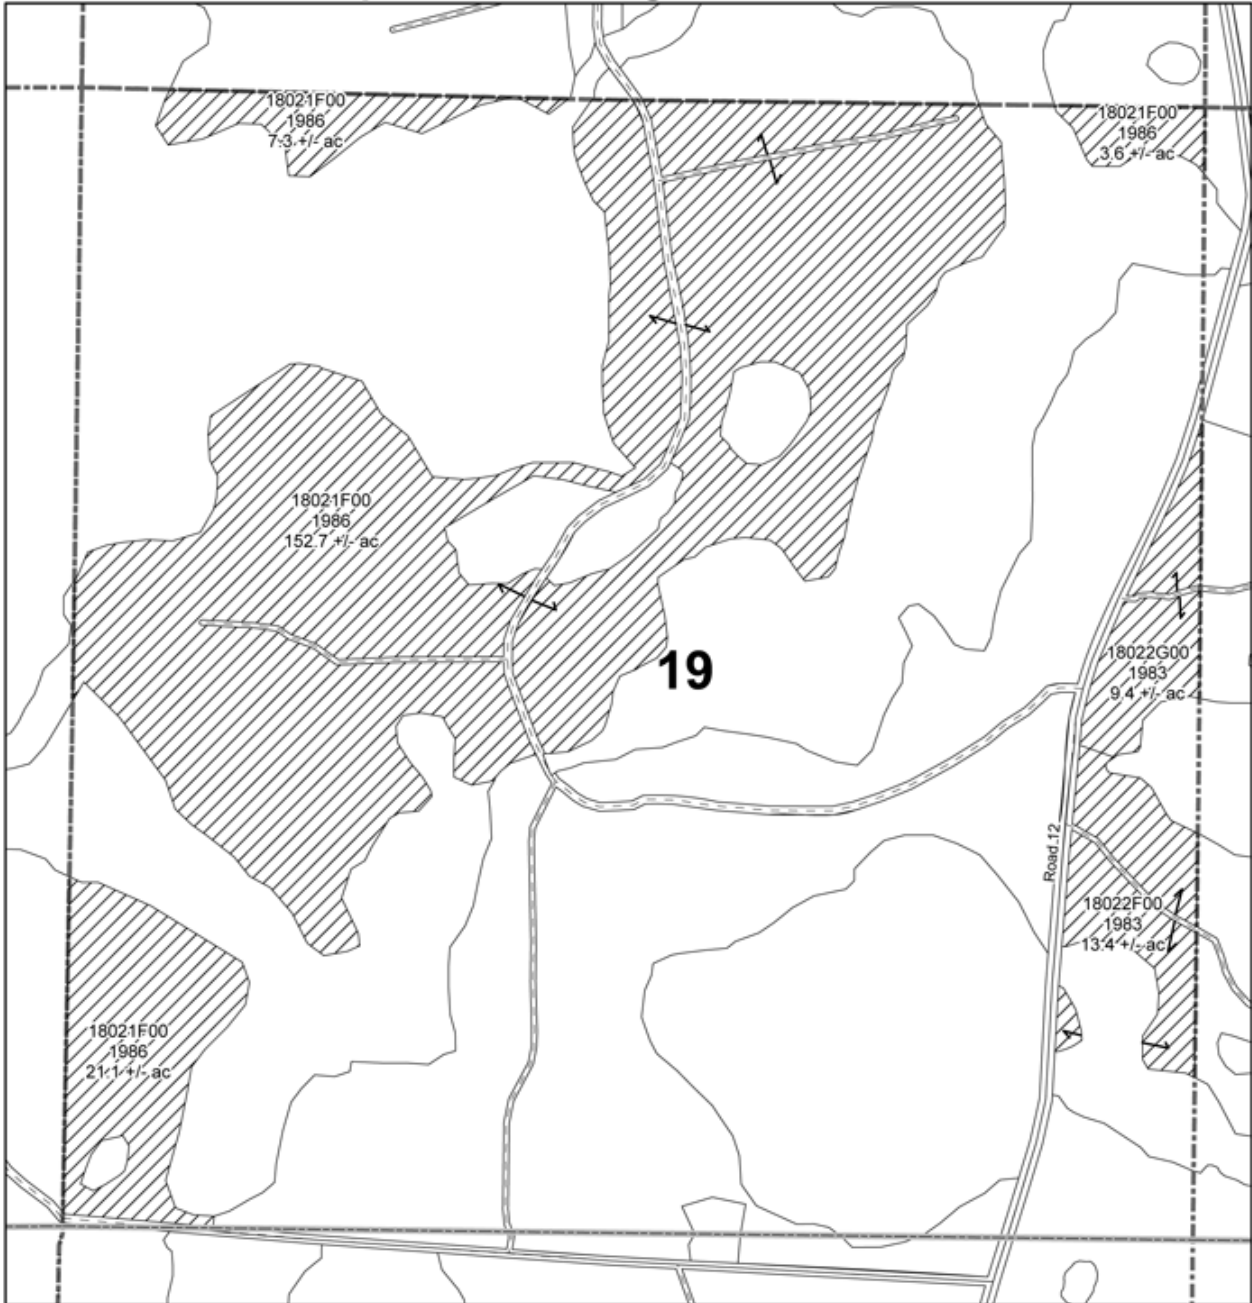 18021F00
1986
7.3 +/- ac
18021F00
1986
3.6 +/- ac
18021F00
1986
152.7 +/- ac
19
18022G00
1983
9.4 +/- ac
Road 12
18022F00
1983
13.4 +/- ac
18021F00
1986
21.1 +/- ac